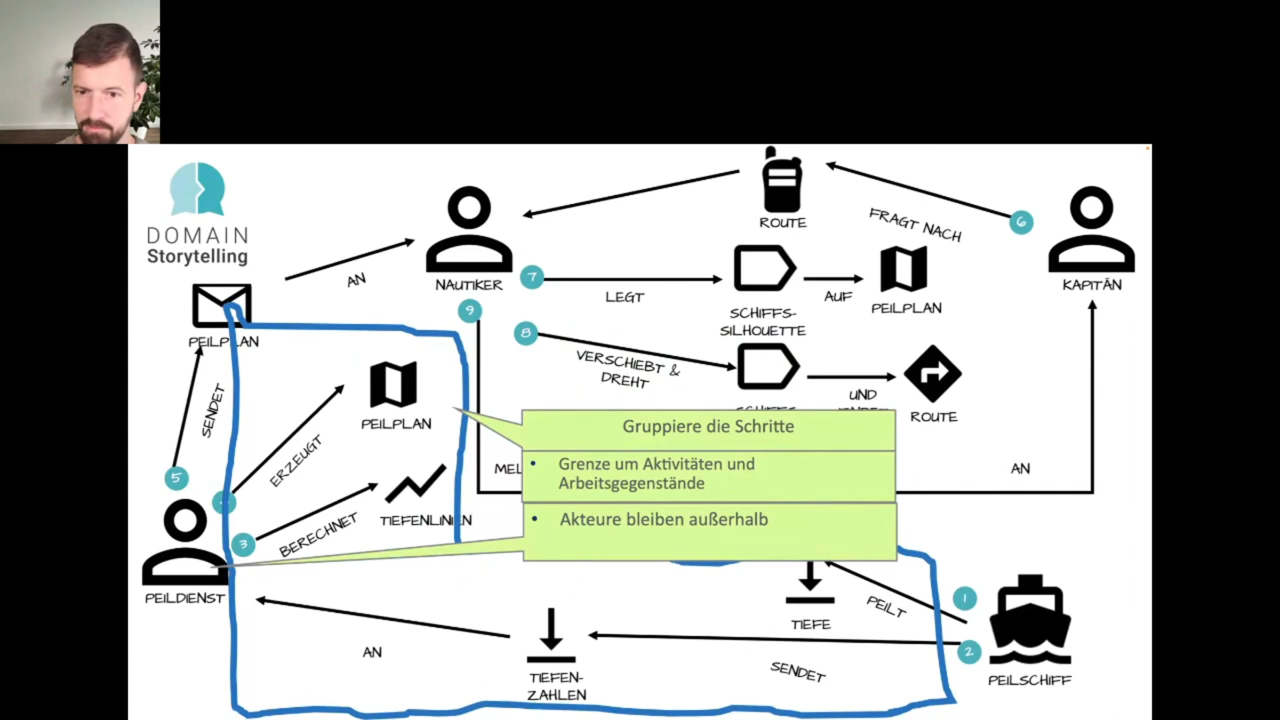 DOMAIN
Storytelling
ROUTE
FRAGT NACH
6
KAPITÄN
AN
NAUTIKER
7
LEGT
SCHIFFS-
SILHOUETTE
AUF
PEILPLAN
9
8
VERSCHIEBT &
DREHT
UND
ROUTE
PEILPLAN
SENDET
5
ERZEUGT
PEILPLAN
3
BERECHNET
TIEFENLINIEN
Gruppiere die Schritte
• Grenze um Aktivitäten und
Arbeitsgegenstände
• Akteure bleiben außerhalb
AN
PEILDIENST
AN
TIEFEN-
ZAHLEN
TIEFE
PEILT
1
2
SENDET
PEILSCHIFF